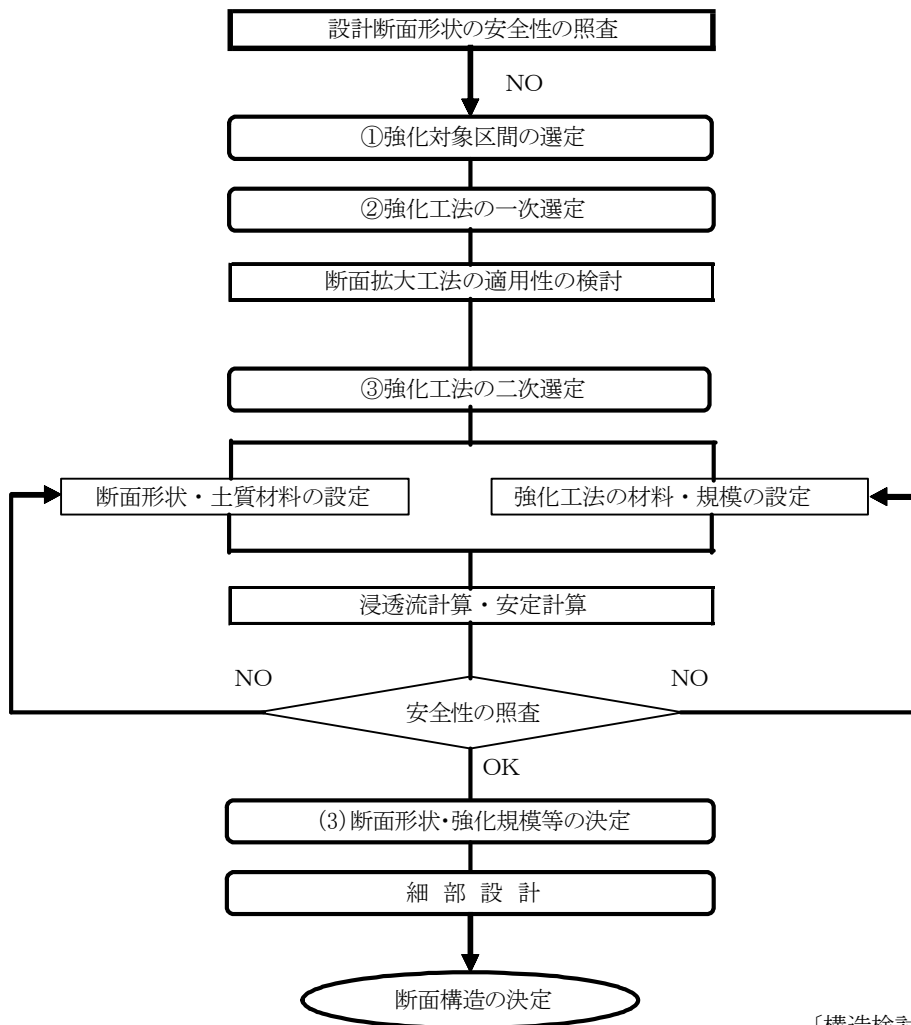 設計断面形状の安全性の照査
NO
①強化対象区間の選定
②強化工法の一次選定
断面拡大工法の適用性の検討
③強化工法の二次選定
断面形状・土質材料の設定
強化工法の材料・規模の設定
浸透流計算・安定計算
NO
NO
安全性の照査
OK
(3)断面形状・強化規模等の決定
細 部 設 計
断面構造の決定
〔構造検討